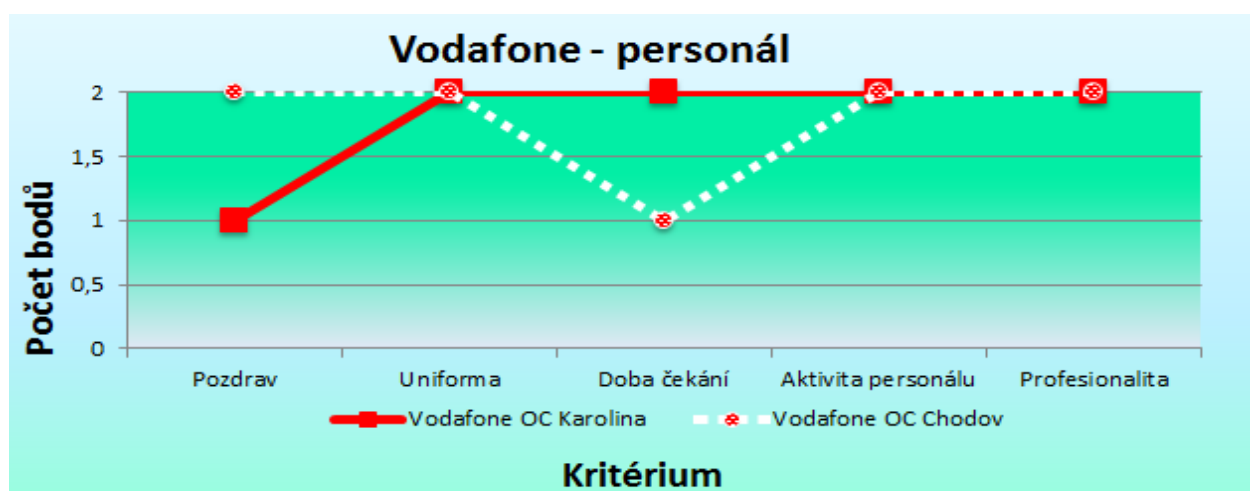 Vodafone - personál
Počet bodů
2
1,5
1
0,5
0
Pozdrav Uniforma Doba čekání Aktivita personálu Profesionalita
Vodafone OC Karolina Vodafone OC Chodov
Kritérium